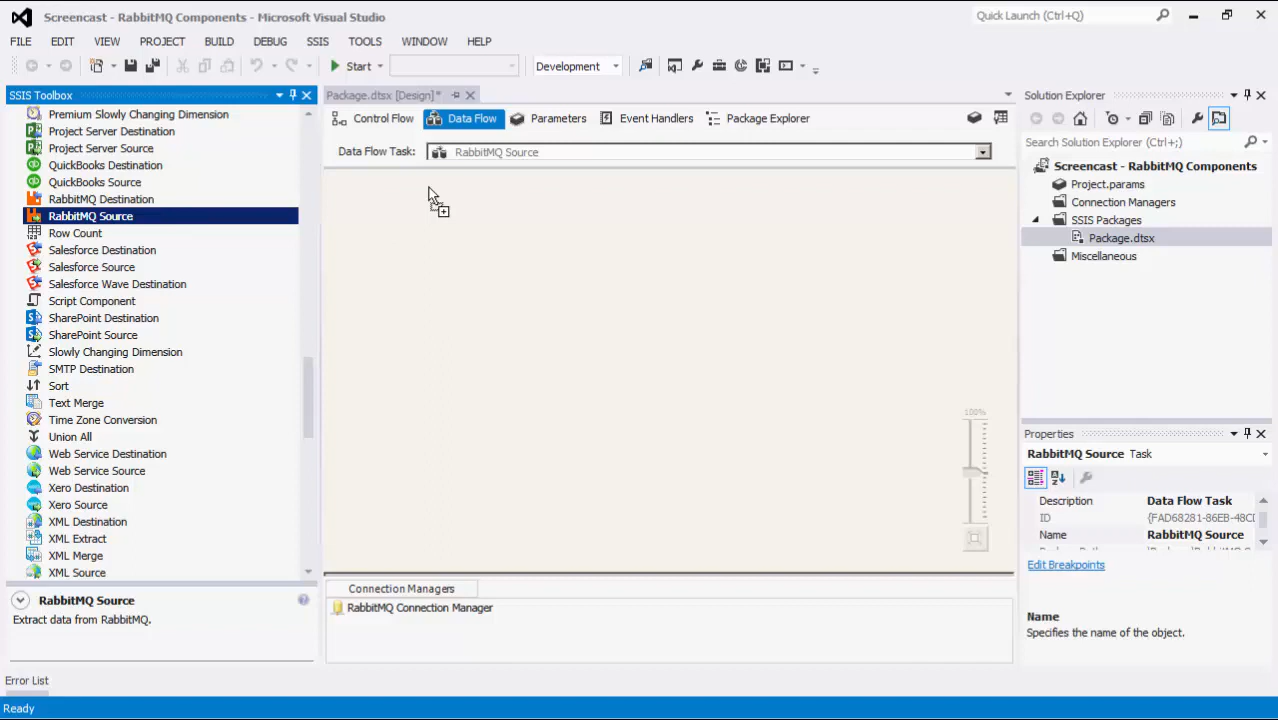 Screencast - RabbitMQ Components - Microsoft Visual Studio
Quick Launch (Ctrl+Q)
FILE EDIT VIEW PROJECT BUILD DEBUG SSIS TOOLS WINDOW HELP
Start Development
SSIS Toolbox
Premium Slowly Changing Dimension
Project Server Destination
Project Server Source
QuickBooks Destination
QuickBooks Source
RabbitMQ Destination
RabbitMQ Source
Row Count
Salesforce Destination
Salesforce Source
Salesforce Wave Destination
Script Component
SharePoint Destination
SharePoint Source
Slowly Changing Dimension
SMTP Destination
Sort
Text Merge
Time Zone Conversion
Union All
Web Service Destination
Web Service Source
Xero Destination
Xero Source
XML Destination
XML Extract
XML Merge
XML Source
RabbitMQ Source
Extract data from RabbitMQ.
Package.dtsx [Design]*
Control Flow Data Flow Parameters Event Handlers Package Explorer
Data Flow Task: RabbitMQ Source
100%
Connection Managers
RabbitMQ Connection Manager
Solution Explorer
Search Solution Explorer (Ctrl+;)
Screencast - RabbitMQ Components
Project.params
Connection Managers
SSIS Packages
Package.dtsx
Miscellaneous
Properties
RabbitMQ Source Task
Description Data Flow Task
ID {FAD68281-86EB-48CD
Name RabbitMQ Source
Edit Breakpoints
Name
Specifies the name of the object.
Error List
Ready